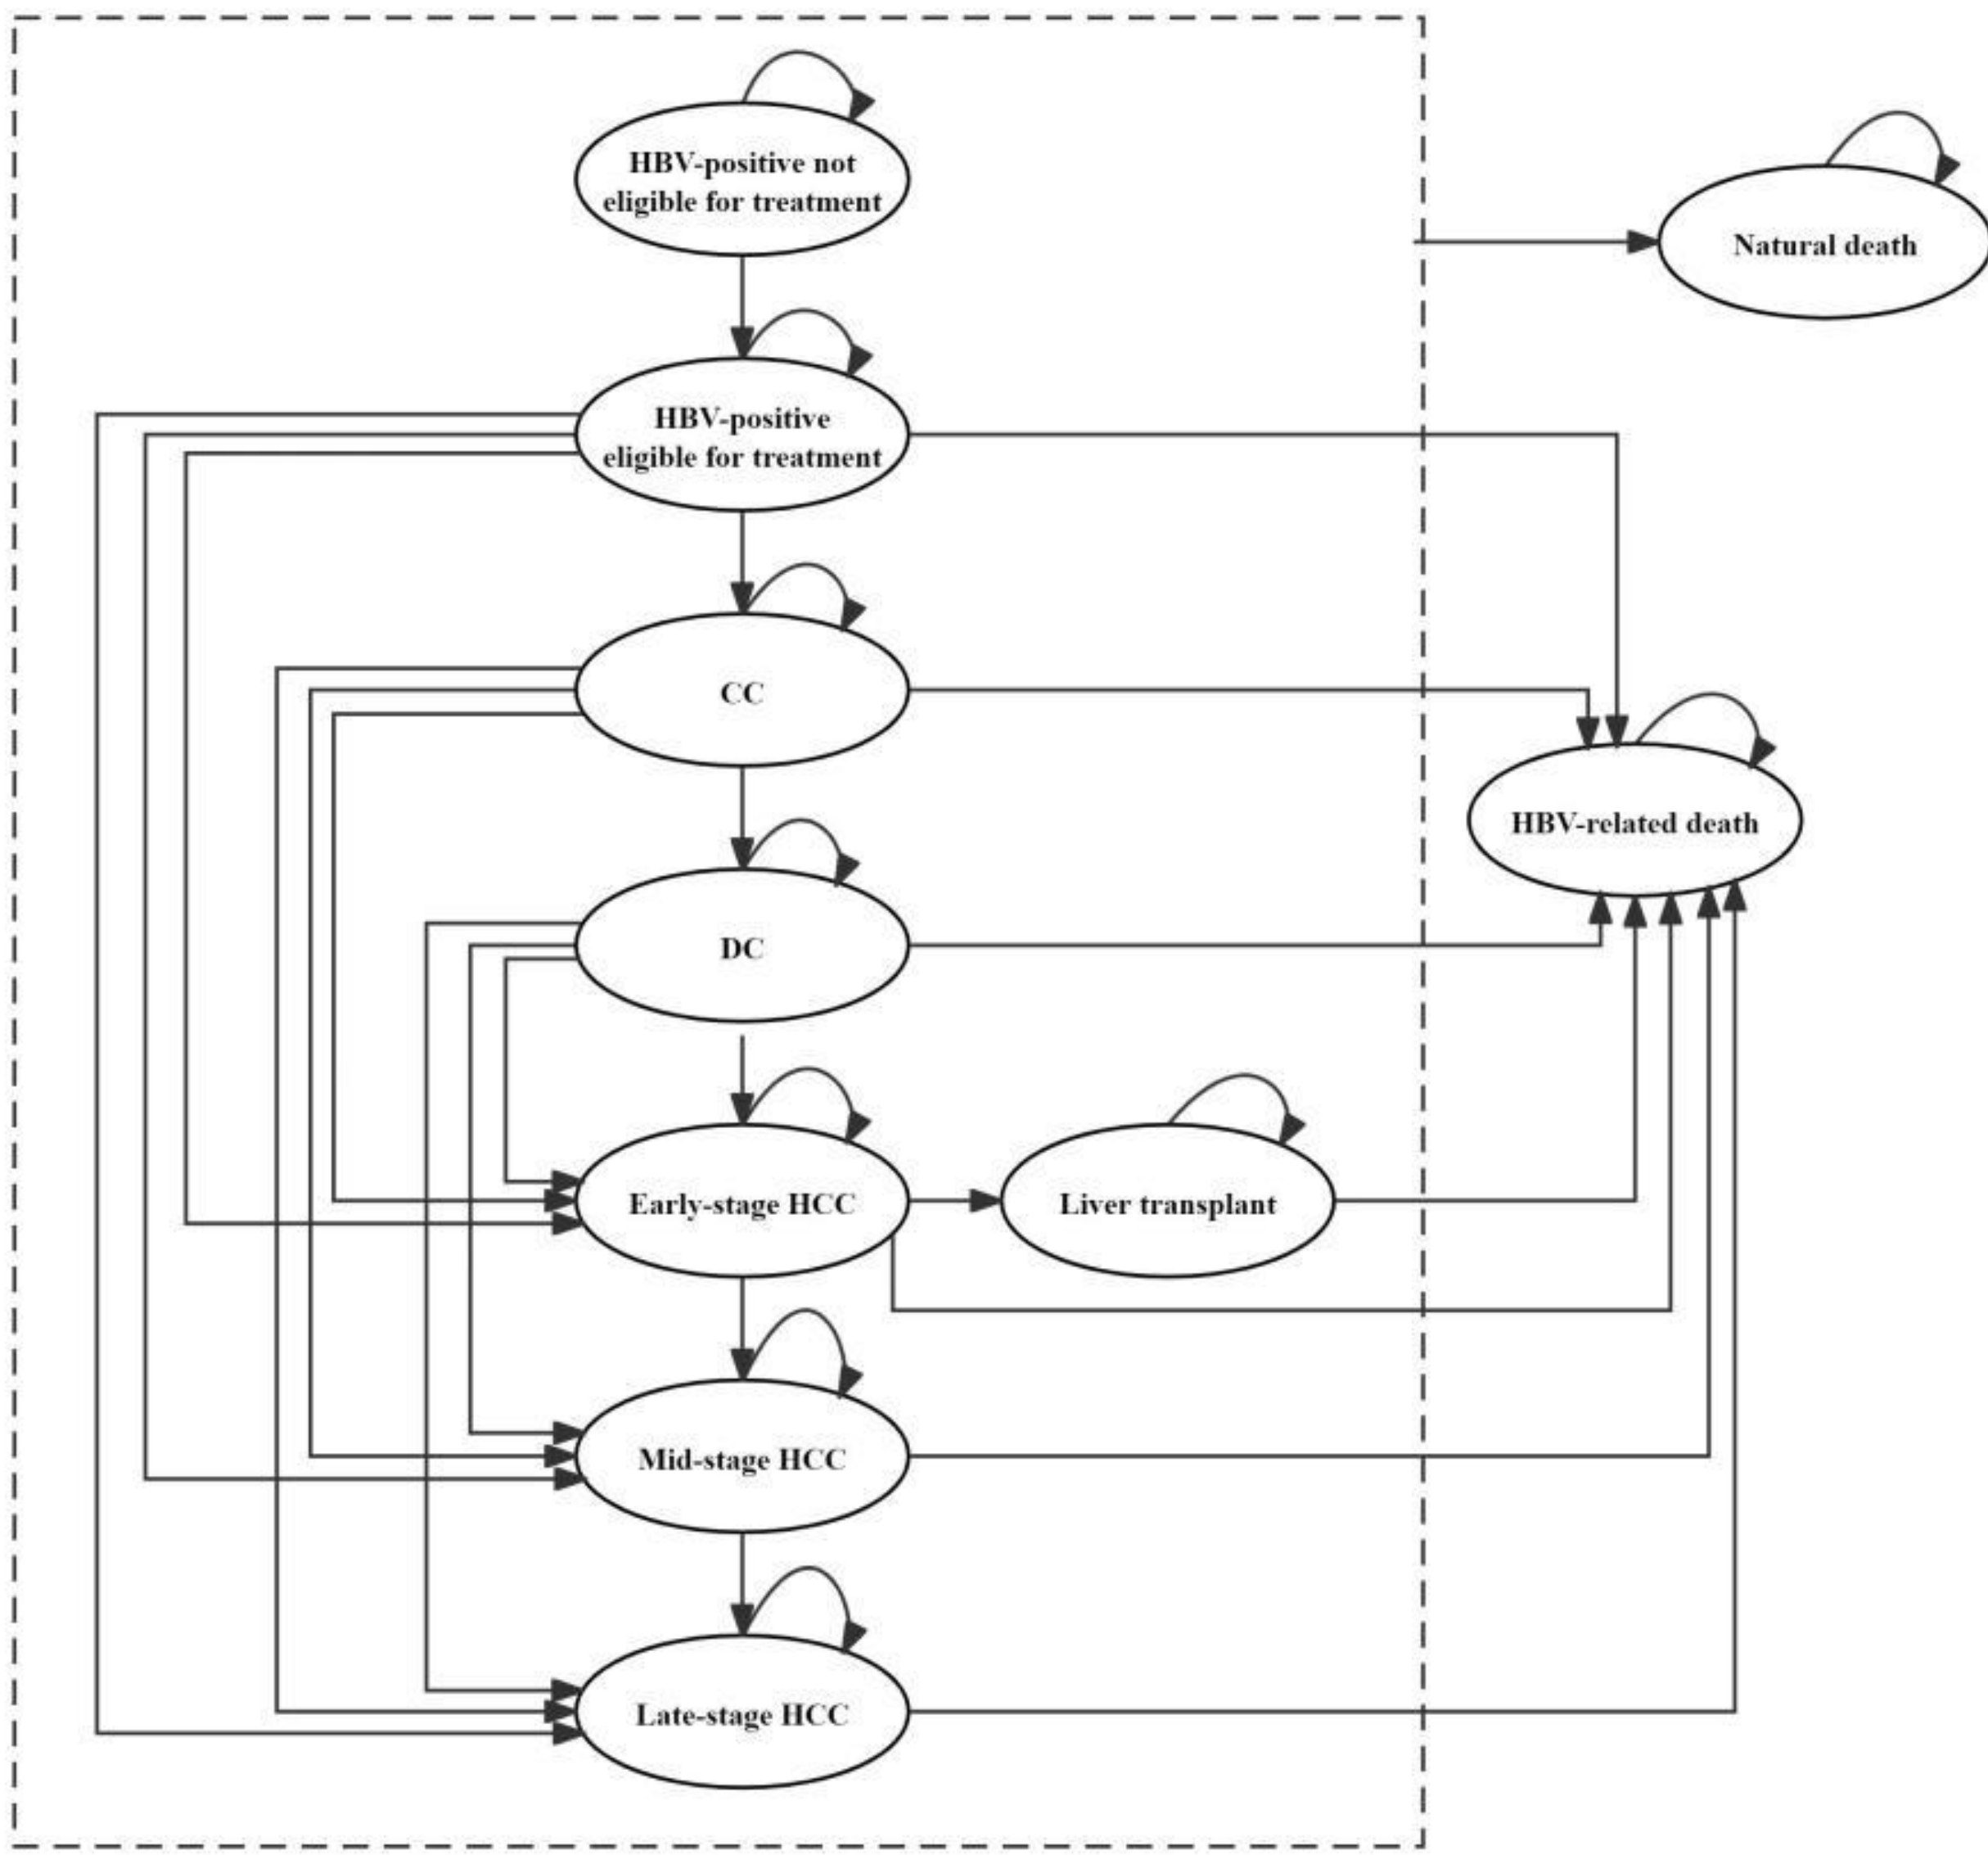 HBV-positive not
eligible for treatment
Natural death
HBV-positive
eligible for treatment
CC
HBV-related death
DC
Early-stage HCC
Liver transplant
Mid-stage HCC
Late-stage HCC